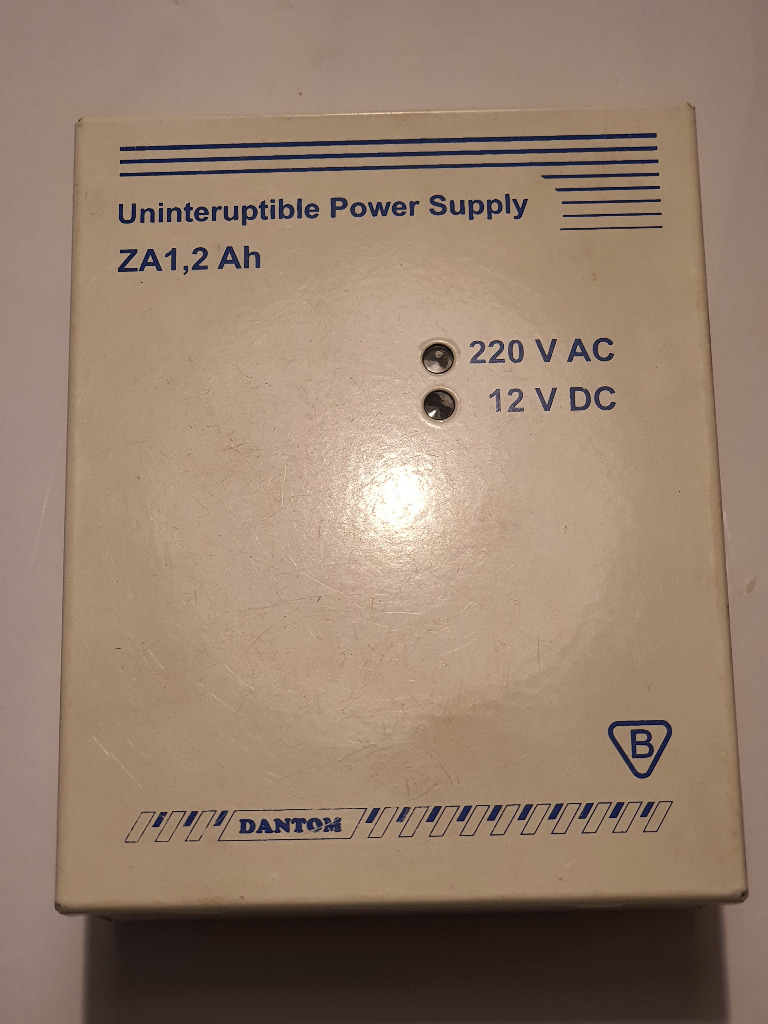 Uninteruptible Power Supply
ZA1,2 Ah
220 V AC
12 V DC
B
DANTOM